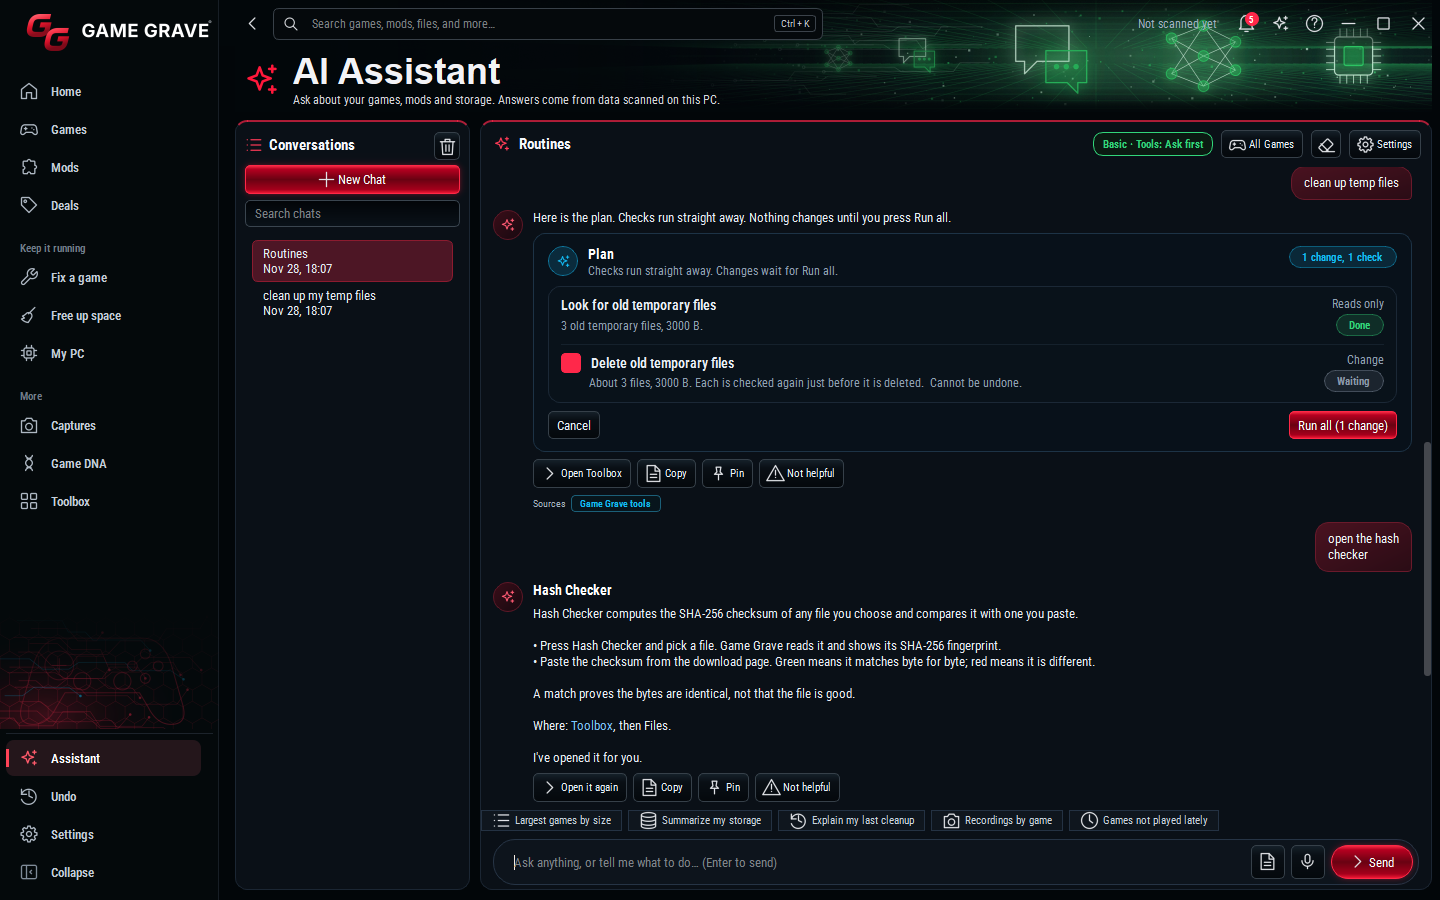 GG GAME GRAVE
Search games, mods, files, and more...
Ctrl + K
Not scanned yet
5
Home
Games
Mods
Deals
Keep it running
Fix a game
Free up space
My PC
More
Captures
Game DNA
Toolbox
Assistant
Undo
Settings
Collapse
AI Assistant
Ask about your games, mods and storage. Answers come from data scanned on this PC.
Conversations
New Chat
Search chats
Routines
Nov 28, 18:07
clean up my temp files
Nov 28, 18:07
Routines
Basic · Tools: Ask first
All Games
Settings
clean up temp files
Here is the plan. Checks run straight away. Nothing changes until you press Run all.
Plan
Checks run straight away. Changes wait for Run all.
1 change, 1 check
Look for old temporary files
3 old temporary files, 3000 B.
Reads only
Done
Delete old temporary files
About 3 files, 3000 B. Each is checked again just before it is deleted.  Cannot be undone.
Change
Waiting
Cancel
Run all (1 change)
Open Toolbox
Copy
Pin
Not helpful
Sources
Game Grave tools
open the hash
checker
Hash Checker
Hash Checker computes the SHA-256 checksum of any file you choose and compares it with one you paste.
• Press Hash Checker and pick a file. Game Grave reads it and shows its SHA-256 fingerprint.
• Paste the checksum from the download page. Green means it matches byte for byte; red means it is different.
A match proves the bytes are identical, not that the file is good.
Where: Toolbox, then Files.
I've opened it for you.
Open it again
Copy
Pin
Not helpful
Largest games by size
Summarize my storage
Explain my last cleanup
Recordings by game
Games not played lately
Ask anything, or tell me what to do... (Enter to send)
Send